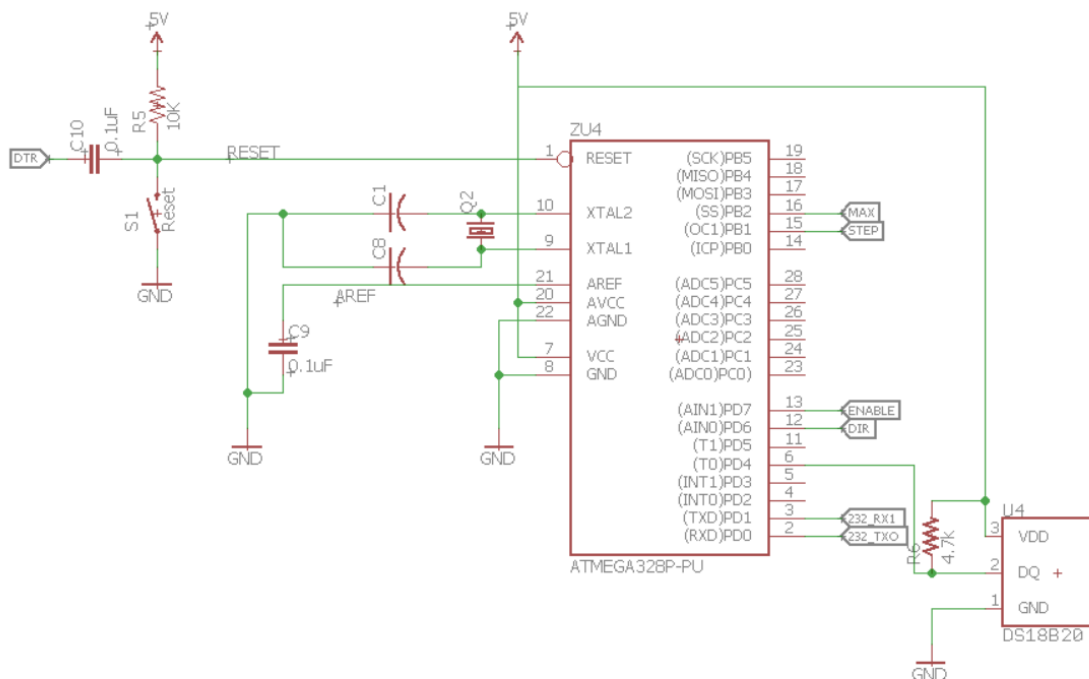 5V
5V
R5
10K
C10
0.1uF
DTR
RESET
S1
Reset
GND
C1
C8
Q2
AREF
C9
0.1uF
GND
GND
ZU4
1 RESET
10 XTAL2
9 XTAL1
21 AREF
20 AVCC
22 AGND
7 VCC
8 GND
(SCK)PB5 19
(MISO)PB4 18
(MOSI)PB3 17
(SS)PB2 16 MAX
(OC1)PB1 15 STEP
(ICP)PB0 14
(ADC5)PC5 28
(ADC4)PC4 27
(ADC3)PC3 26
(ADC2)PC2 25
(ADC1)PC1 24
(ADC0)PC0) 23
(AIN1)PD7 13 ENABLE
(AIN0)PD6 12 DIR
(T1)PD5 11
(T0)PD4 6
(INT1)PD3 5
(INT0)PD2 4
(TXD)PD1 3 232_RX1
(RXD)PD0 2 232_TXO
ATMEGA328P-PU
R6
4.7k
U4
3 VDD
2 DQ
1 GND
DS18B20
GND